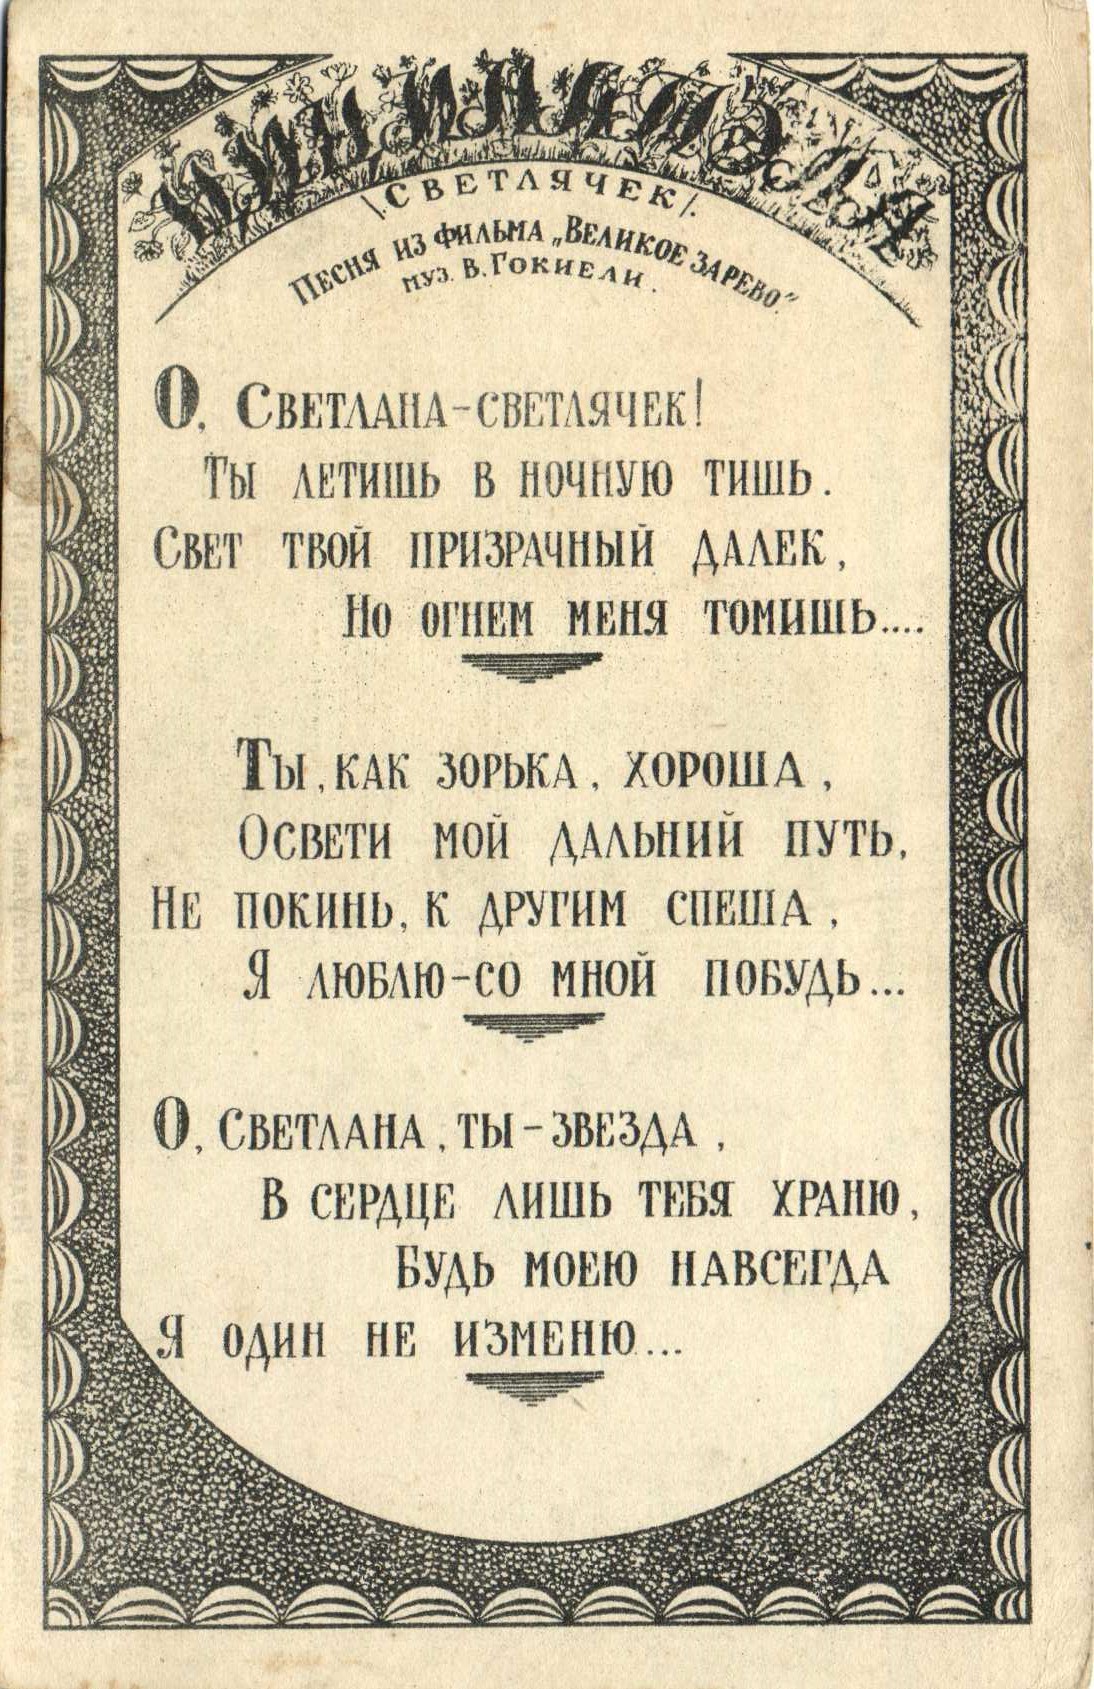 ЦИЦИНАТЭЛА
/СВЕТЛЯЧЕК/.
ПЕСНЯ ИЗ ФИЛЬМА „ВЕЛИКОЕ ЗАРЕВО"
МУЗ. В. ГОКИЕЛИ.
О, СВЕТЛАНА-СВЕТЛЯЧЕК!
ТЫ ЛЕТИШЬ В НОЧНУЮ ТИШЬ.
СВЕТ ТВОЙ ПРИЗРАЧНЫЙ ДАЛЕК,
НО ОГНЕМ МЕНЯ ТОМИШЬ....
ТЫ, КАК ЗОРЬКА, ХОРОША,
ОСВЕТИ МОЙ ДАЛЬНИЙ ПУТЬ,
НЕ ПОКИНЬ, К ДРУГИМ СПЕША,
Я ЛЮБЛЮ-СО МНОЙ ПОБУДЬ...
О, СВЕТЛАНА, ТЫ-ЗВЕЗДА,
В СЕРДЦЕ ЛИШЬ ТЕБЯ ХРАНЮ,
БУДЬ МОЕЮ НАВСЕГДА
Я ОДИН НЕ ИЗМЕНЮ...